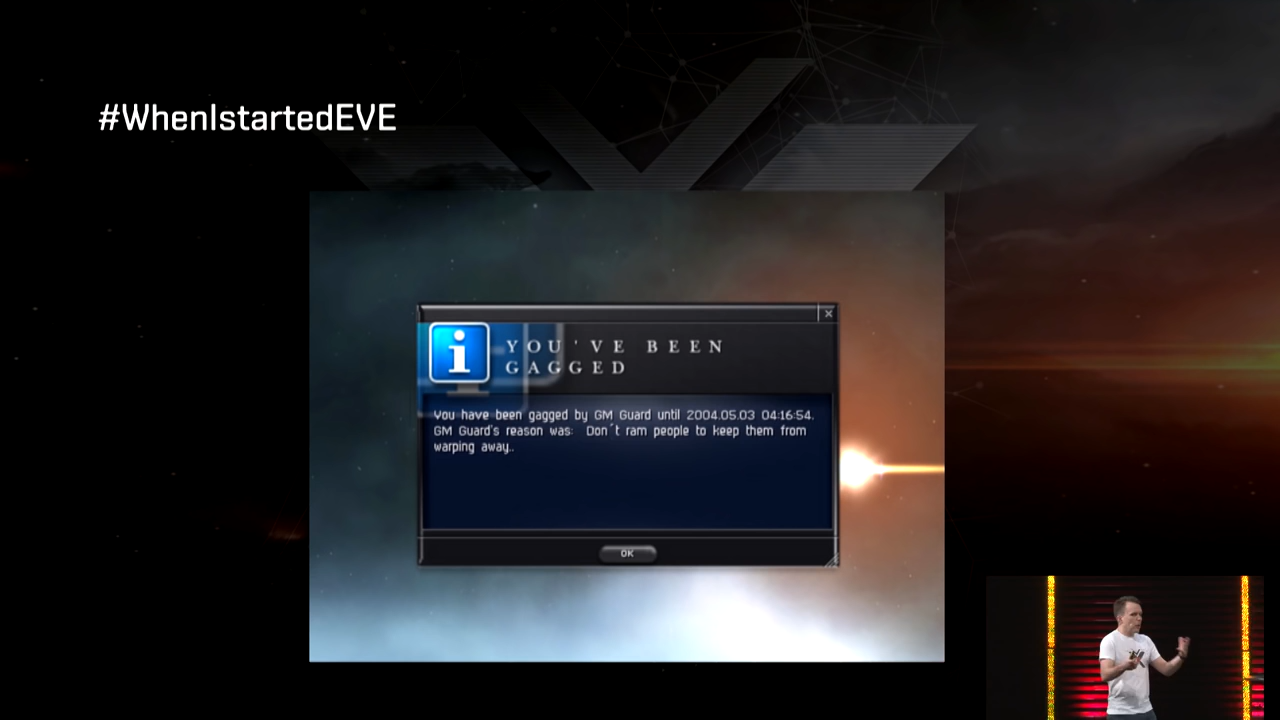 #WhenIstartedEVE
YOU'VE BEEN
GAGGED
You have been gagged by GM Guard until 2004.05.03 04:16:54.
GM Guard's reason was: Don´t ram people to keep them from
warping away..
OK